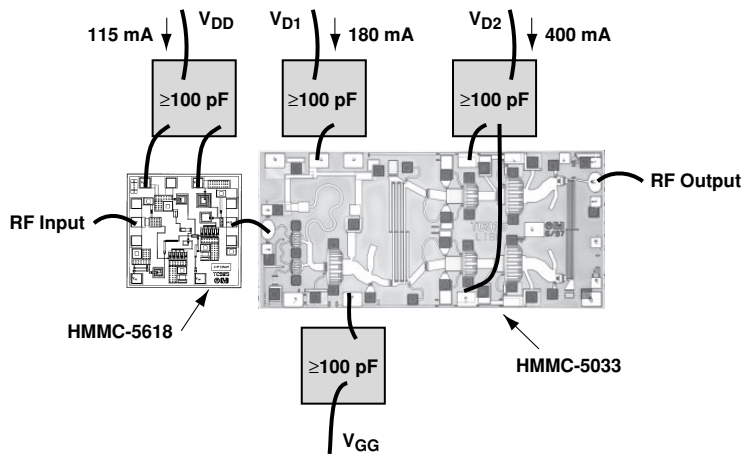 115 mA
VDD
VD1
180 mA
VD2
400 mA
≥100 pF
≥100 pF
≥100 pF
RF Input
RF Output
HMMC-5618
HMMC-5033
≥100 pF
VGG